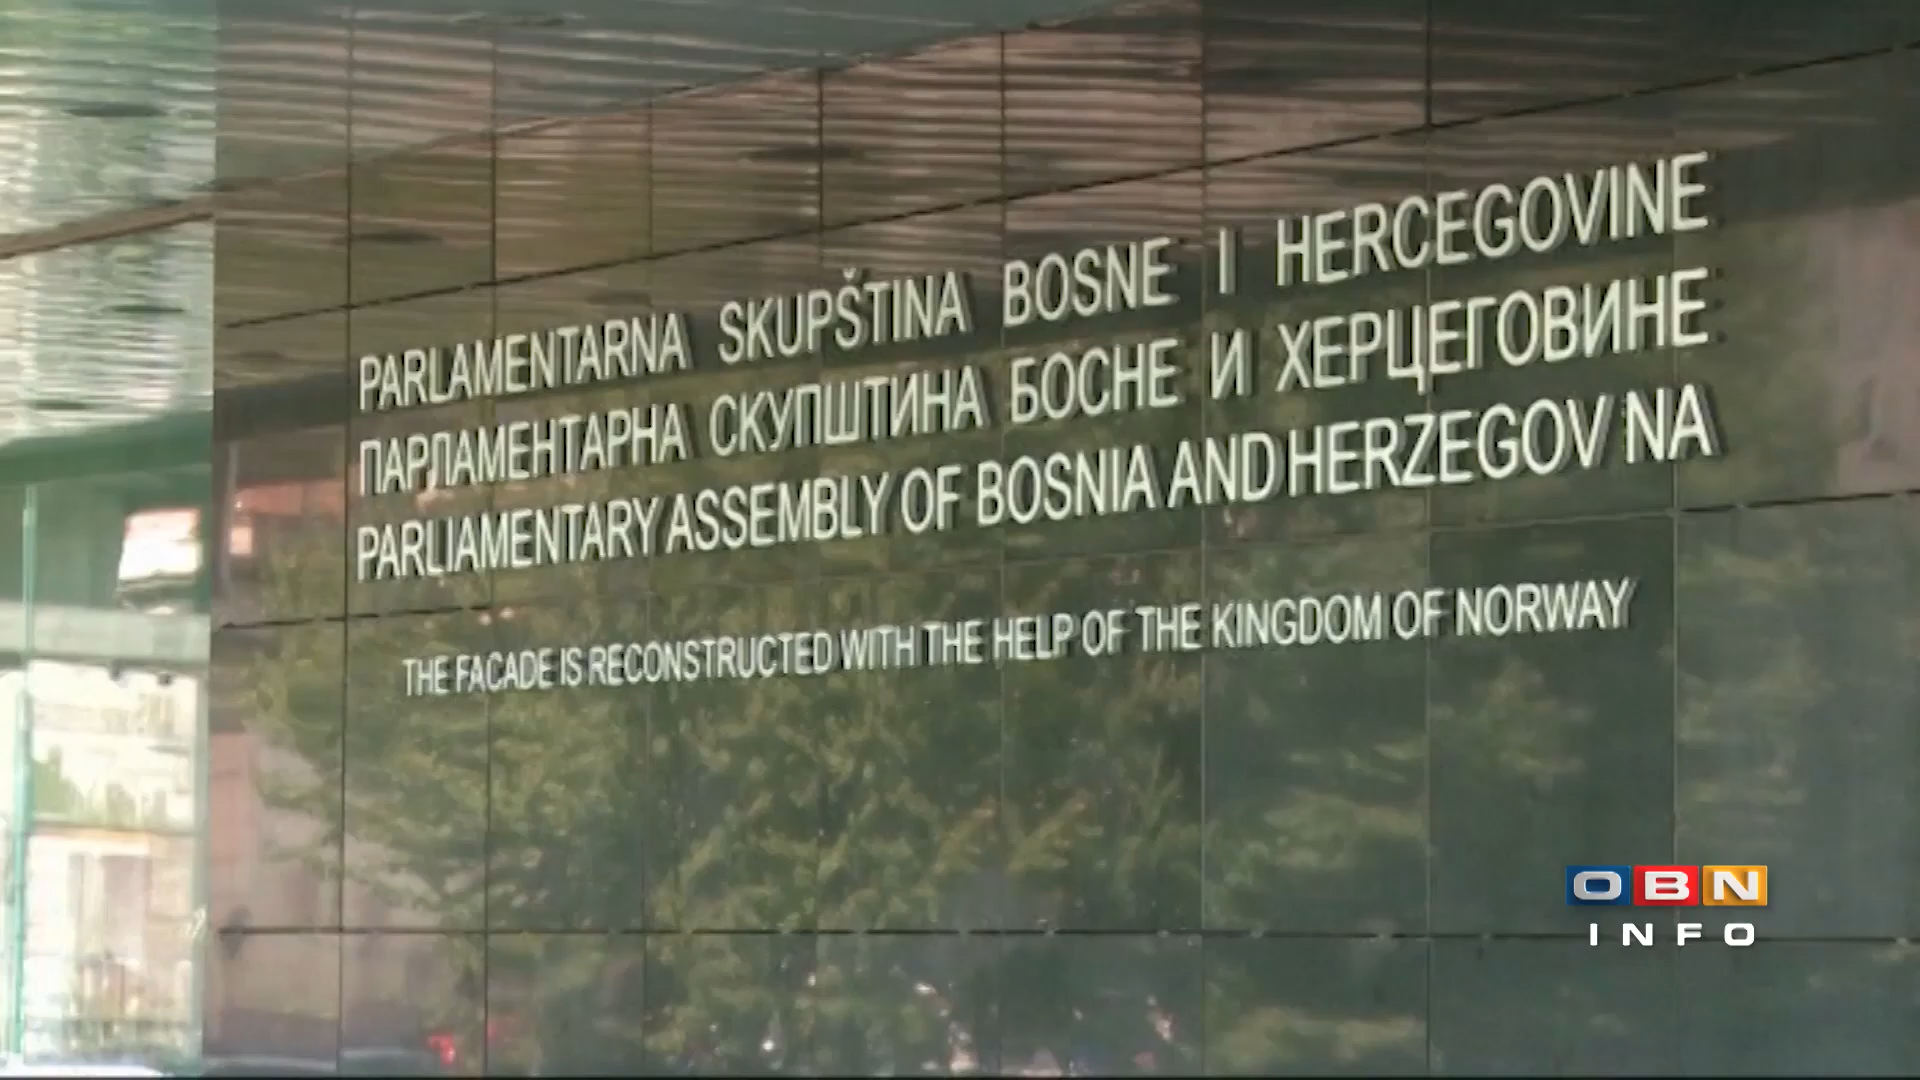 PARLAMENTARNA SKUPŠTINA BOSNE I HERCEGOVINE
ПАРЛАМЕНТАРНА СКУПШТИНА БОСНЕ И ХЕРЦЕГОВИНЕ
PARLIAMENTARY ASSEMBLY OF BOSNIA AND HERZEGOV NA
THE FACADE IS RECONSTRUCTED WITH THE HELP OF THE KINGDOM OF NORWAY
OBN
INFO